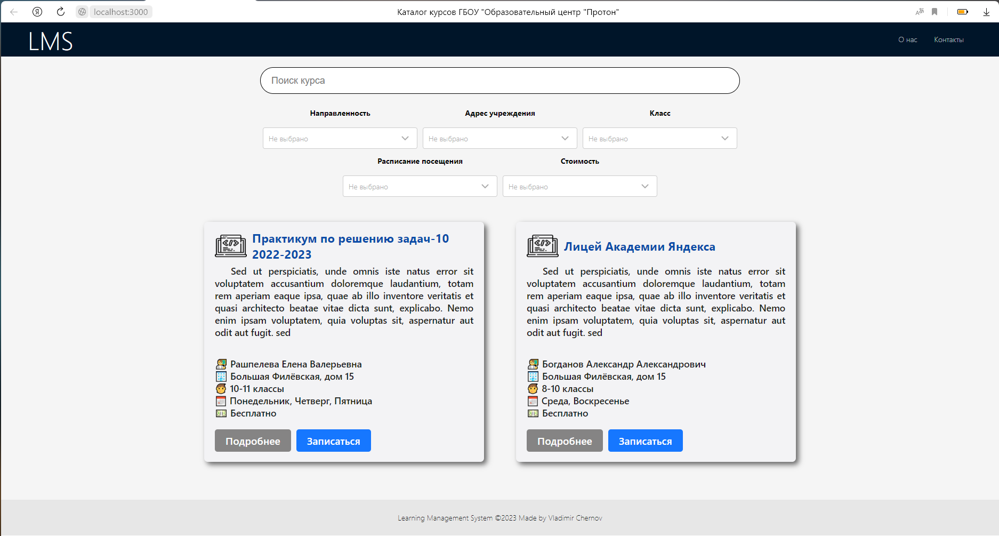 localhost:3000
Каталог курсов ГБОУ "Образовательный центр "Протон"
LMS
О нас
Контакты
Поиск курса
Направленность
Адрес учреждения
Класс
Не выбрано
Не выбрано
Не выбрано
Расписание посещения
Стоимость
Не выбрано
Не выбрано
Практикум по решению задач-10
2022-2023
Sed ut perspiciatis, unde omnis iste natus error sit
voluptatem accusantium doloremque laudantium, totam
rem aperiam eaque ipsa, quae ab illo inventore veritatis et
quasi architecto beatae vitae dicta sunt, explicabo. Nemo
enim ipsam voluptatem, quia voluptas sit, aspernatur aut
odit aut fugit. sed
Рашпелева Елена Валерьевна
Большая Филёвская, дом 15
10-11 классы
Понедельник, Четверг, Пятница
Бесплатно
Подробнее
Записаться
Лицей Академии Яндекса
Sed ut perspiciatis, unde omnis iste natus error sit
voluptatem accusantium doloremque laudantium, totam
rem aperiam eaque ipsa, quae ab illo inventore veritatis et
quasi architecto beatae vitae dicta sunt, explicabo. Nemo
enim ipsam voluptatem, quia voluptas sit, aspernatur aut
odit aut fugit. sed
Богданов Александр Александрович
Большая Филёвская, дом 15
8-10 классы
Среда, Воскресенье
Бесплатно
Подробнее
Записаться
Learning Management System ©2023 Made by Vladimir Chernov